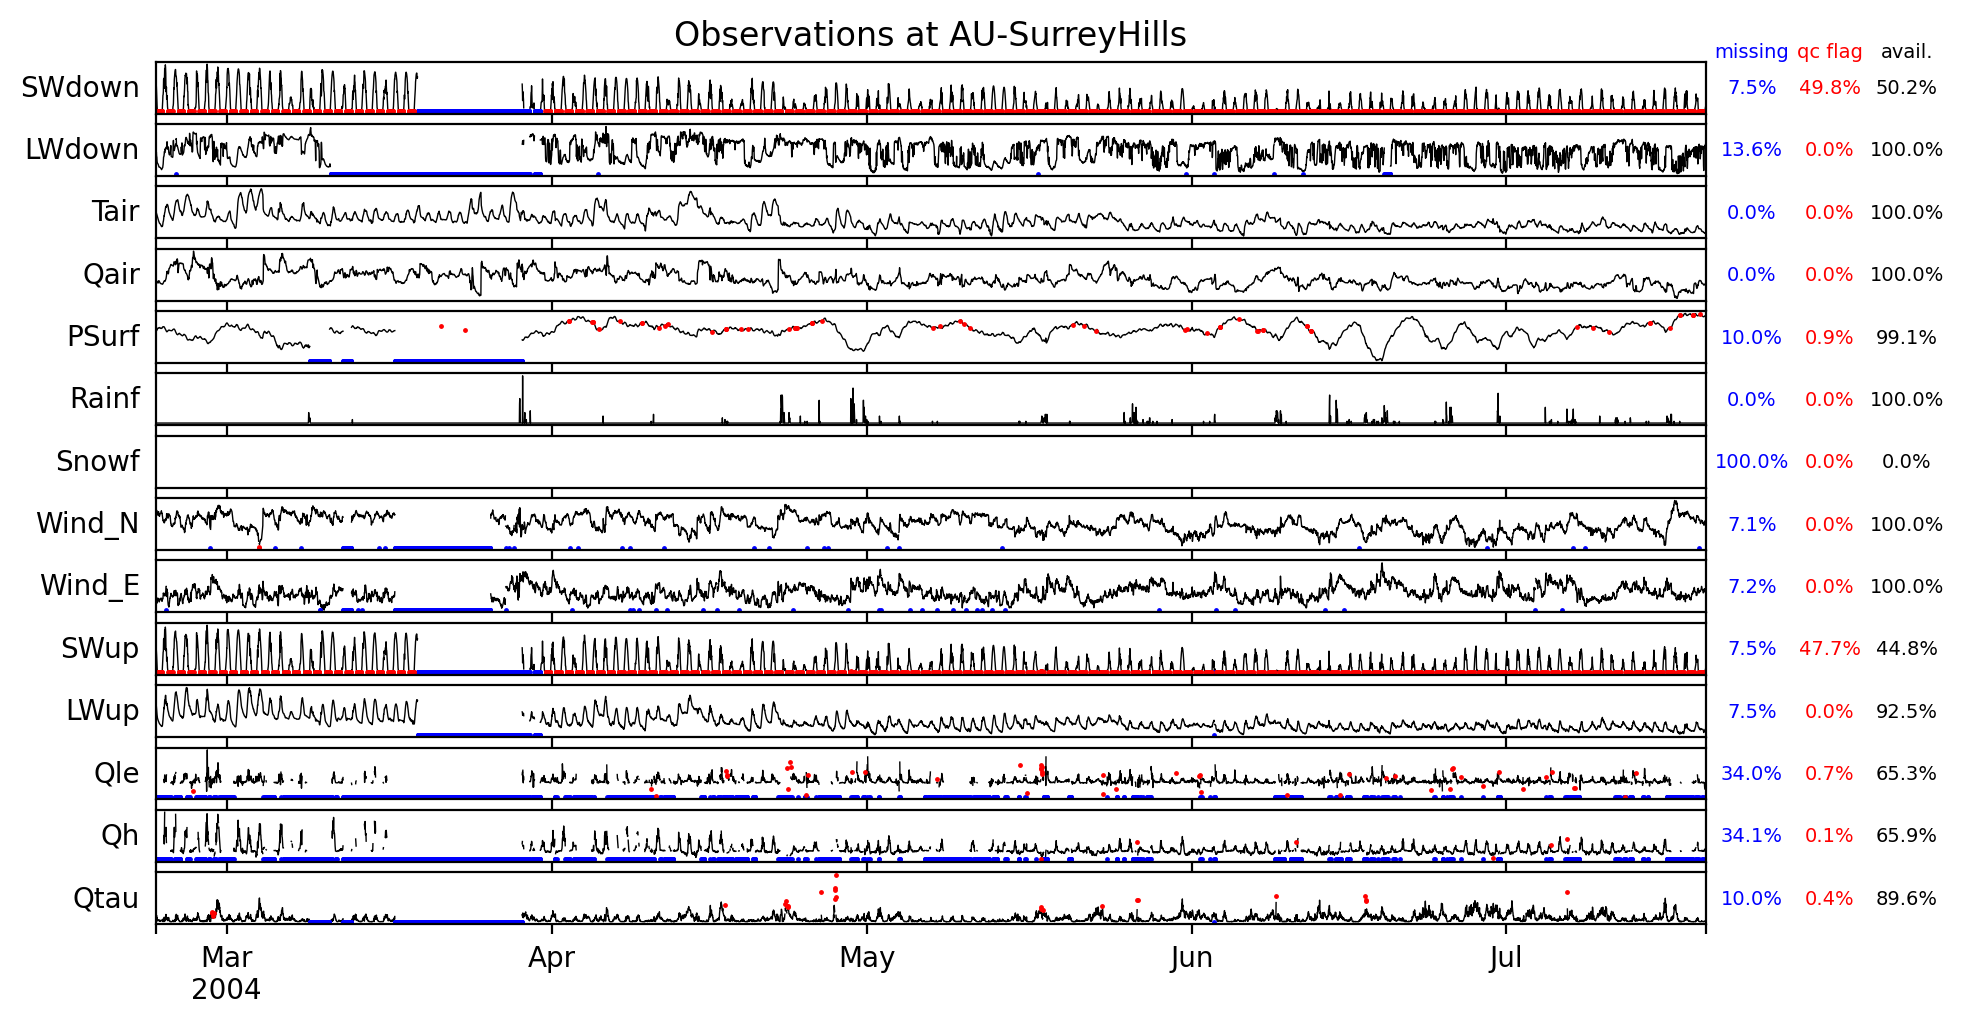 Observations at AU-SurreyHills
missing qc flag avail.
SWdown 7.5% 49.8% 50.2%
LWdown 13.6% 0.0% 100.0%
Tair 0.0% 0.0% 100.0%
Qair 0.0% 0.0% 100.0%
PSurf 10.0% 0.9% 99.1%
Rainf 0.0% 0.0% 100.0%
Snowf 100.0% 0.0% 0.0%
Wind_N 7.1% 0.0% 100.0%
Wind_E 7.2% 0.0% 100.0%
SWup 7.5% 47.7% 44.8%
LWup 7.5% 0.0% 92.5%
Qle 34.0% 0.7% 65.3%
Qh 34.1% 0.1% 65.9%
Qtau 10.0% 0.4% 89.6%
Mar Apr May Jun Jul
2004